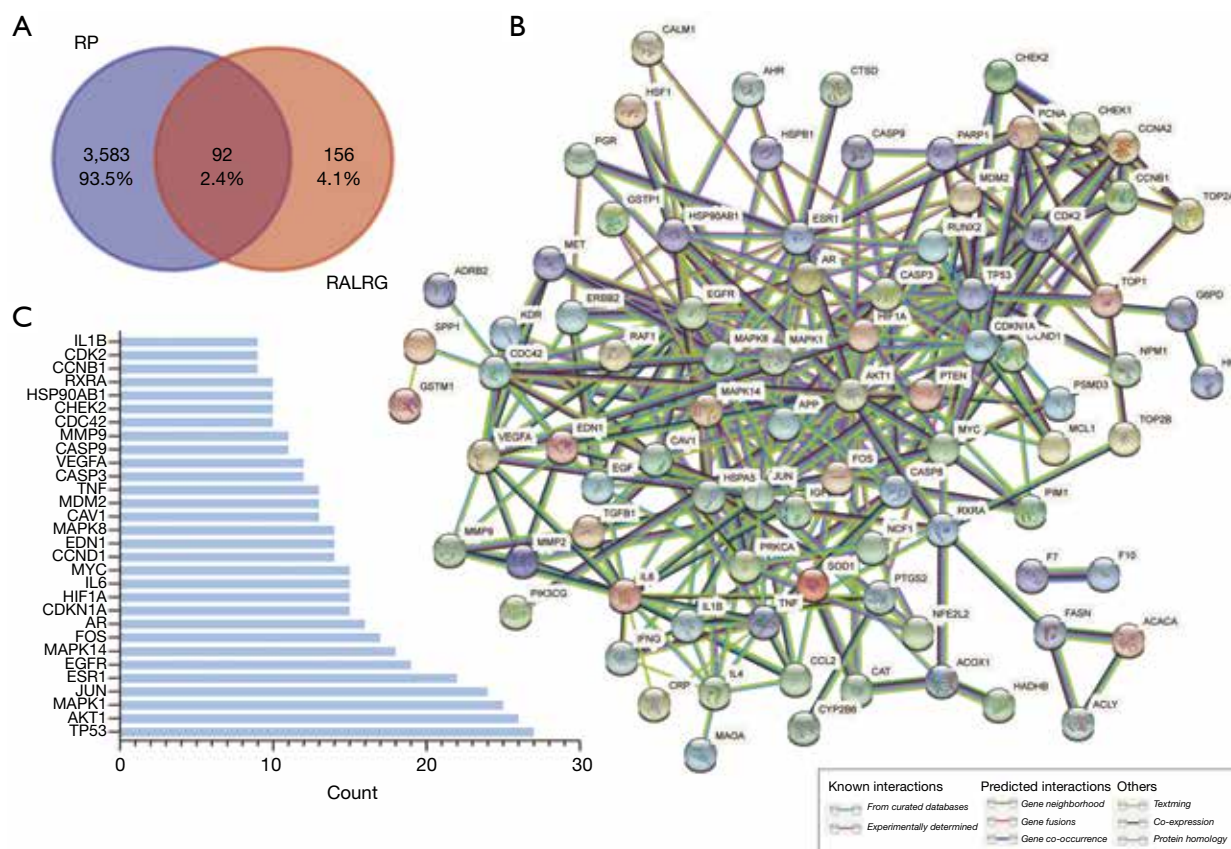 A
RP
3,583
93.5%
92
2.4%
156
4.1%
RALRG
B
CALM1
CHEK2
AHR
CTSD
HSF1
PCNA
CHEK1
CCNA2
HSPB1
CASP9
PARP1
PGR
MDM2
CCNB1
TOP2A
GSTP1
HSP90AB1
ESR1
RUNX2
CDK2
MET
AR
CASP3
TP53
ADRB2
ERBB2
EGFR
HIF1A
TOP1
G6PD
SPP1
KDR
RAF1
MAPK8
MAPK1
CDKN1A
CCND1
CDC42
NPM1
GSTM1
AKT1
PTEN
PSMD3
MAPK14
APP
VEGFA
EDN1
CAV1
MYC
MCL1
TOP2B
EGF
HSPA5
JUN
FOS
CASP8
TGFB1
PIM1
RXRA
MMP9
MMP2
NCF1
PRKCA
F7
F10
IL6
SOD1
PTGS2
PIK3CG
IL1B
TNF
NFE2L2
FASN
ACACA
IFNG
CCL2
CAT
ACOX1
CRP
IL4
HADHB
CYP2B6
ACLY
MAOA
C
IL1B
CDK2
CCNB1
RXRA
HSP90AB1
CHEK2
CDC42
MMP9
CASP9
VEGFA
CASP3
TNF
MDM2
CAV1
MAPK8
EDN1
CCND1
MYC
IL6
HIF1A
CDKN1A
AR
FOS
MAPK14
EGFR
ESR1
JUN
MAPK1
AKT1
TP53
0 10 20 30
Count
Known interactions
From curated databases
Experimentally determined
Predicted interactions
Gene neighborhood
Gene fusions
Gene co-occurrence
Others
Textming
Co-expression
Protein homology